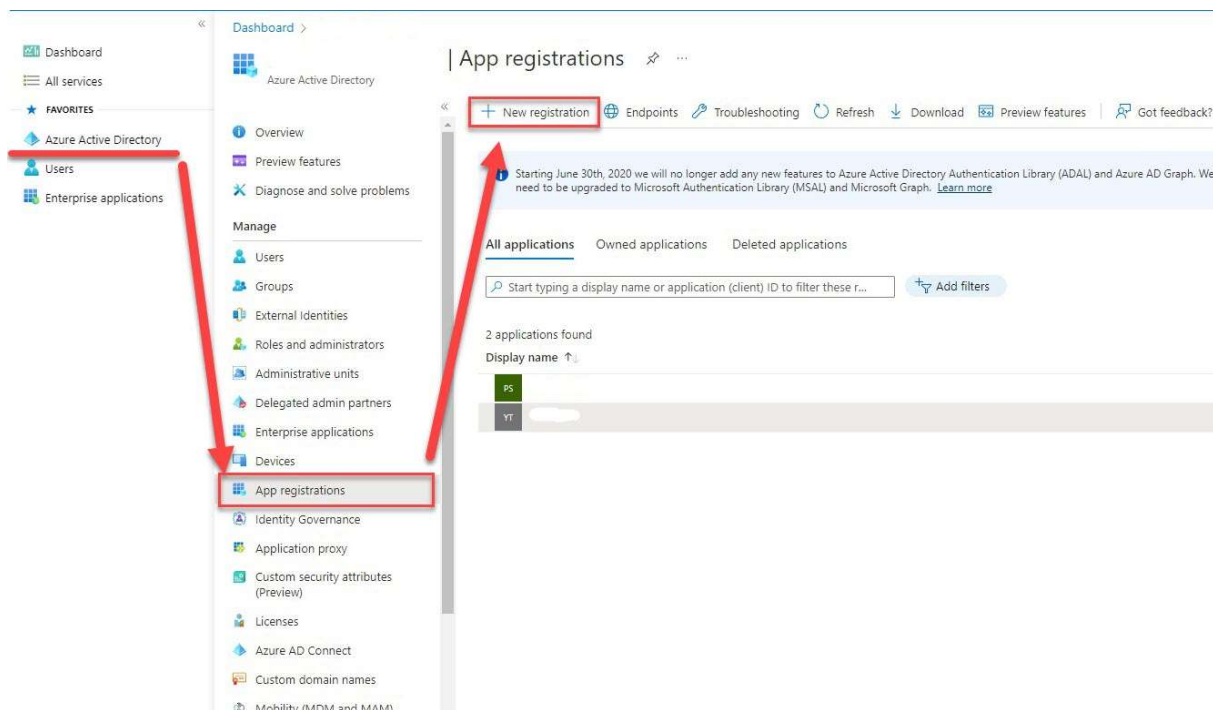 Dashboard
All services
FAVORITES
Azure Active Directory
Users
Enterprise applications
Dashboard >
Azure Active Directory
Overview
Preview features
Diagnose and solve problems
Manage
Users
Groups
External Identities
Roles and administrators
Administrative units
Delegated admin partners
Enterprise applications
Devices
App registrations
Identity Governance
Application proxy
Custom security attributes
(Preview)
Licenses
Azure AD Connect
Custom domain names
Mobility (MDM and MAM)
| App registrations ...
New registration Endpoints Troubleshooting Refresh Download Preview features Got feedback?
Starting June 30th, 2020 we will no longer add any new features to Azure Active Directory Authentication Library (ADAL) and Azure AD Graph. We
need to be upgraded to Microsoft Authentication Library (MSAL) and Microsoft Graph. Learn more
All applications Owned applications Deleted applications
Start typing a display name or application (client) ID to filter these r... Add filters
2 applications found
Display name ↑↓
PS
YT